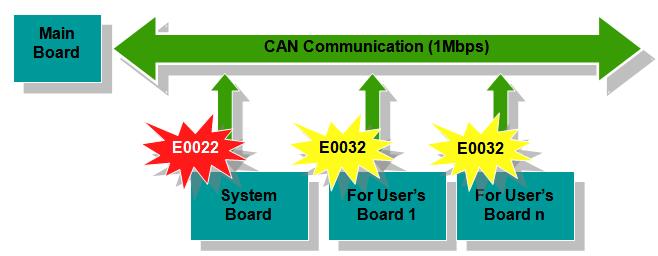 Main
Board
CAN Communication (1Mbps)
E0022
E0032
E0032
System
Board
For User's
Board 1
For User's
Board n